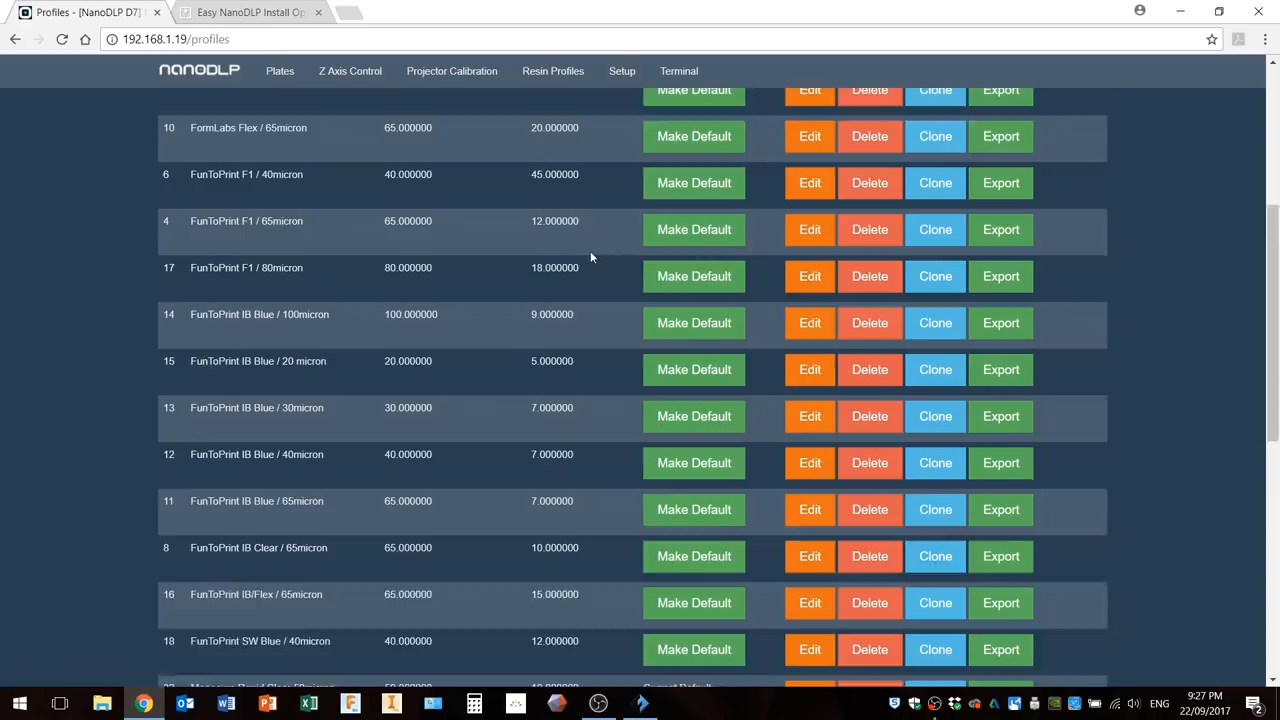 Profiles - [NanoDLP D7]
Easy NanoDLP Install Op
192.168.1.19/profiles
nanoDLP Plates Z Axis Control Projector Calibration Resin Profiles Setup Terminal
Make Default Edit Delete Clone Export
10 FormLabs Flex / 65micron 65.000000 20.000000 Make Default Edit Delete Clone Export
6 FunToPrint F1 / 40micron 40.000000 45.000000 Make Default Edit Delete Clone Export
4 FunToPrint F1 / 65micron 65.000000 12.000000 Make Default Edit Delete Clone Export
17 FunToPrint F1 / 80micron 80.000000 18.000000 Make Default Edit Delete Clone Export
14 FunToPrint IB Blue / 100micron 100.000000 9.000000 Make Default Edit Delete Clone Export
15 FunToPrint IB Blue / 20 micron 20.000000 5.000000 Make Default Edit Delete Clone Export
13 FunToPrint IB Blue / 30micron 30.000000 7.000000 Make Default Edit Delete Clone Export
12 FunToPrint IB Blue / 40micron 40.000000 7.000000 Make Default Edit Delete Clone Export
11 FunToPrint IB Blue / 65micron 65.000000 7.000000 Make Default Edit Delete Clone Export
8 FunToPrint IB Clear / 65micron 65.000000 10.000000 Make Default Edit Delete Clone Export
16 FunToPrint IB/Flex / 65micron 65.000000 15.000000 Make Default Edit Delete Clone Export
18 FunToPrint SW Blue / 40micron 40.000000 12.000000 Make Default Edit Delete Clone Export
Current Default
ENG
9:27 PM
22/09/2017